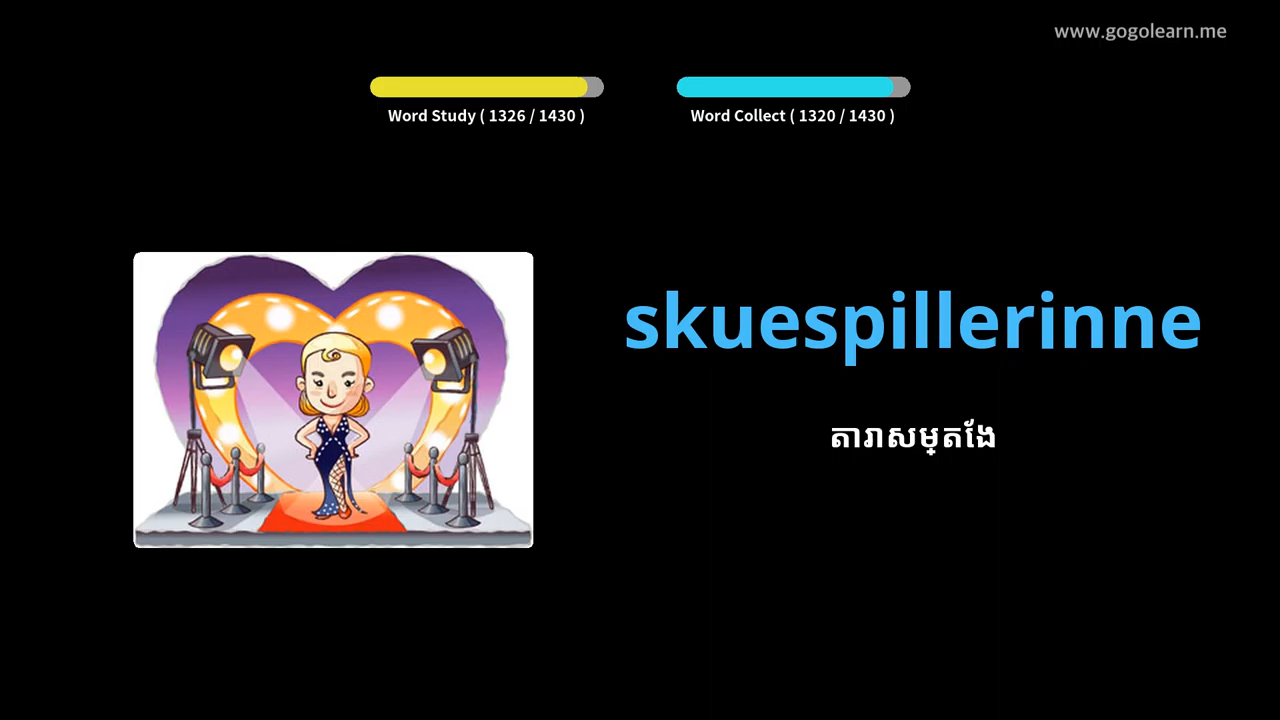 www.gogolearn.me
Word Study ( 1326 / 1430 )
Word Collect ( 1320 / 1430 )
skuespillerinne
តារាសម្តែង